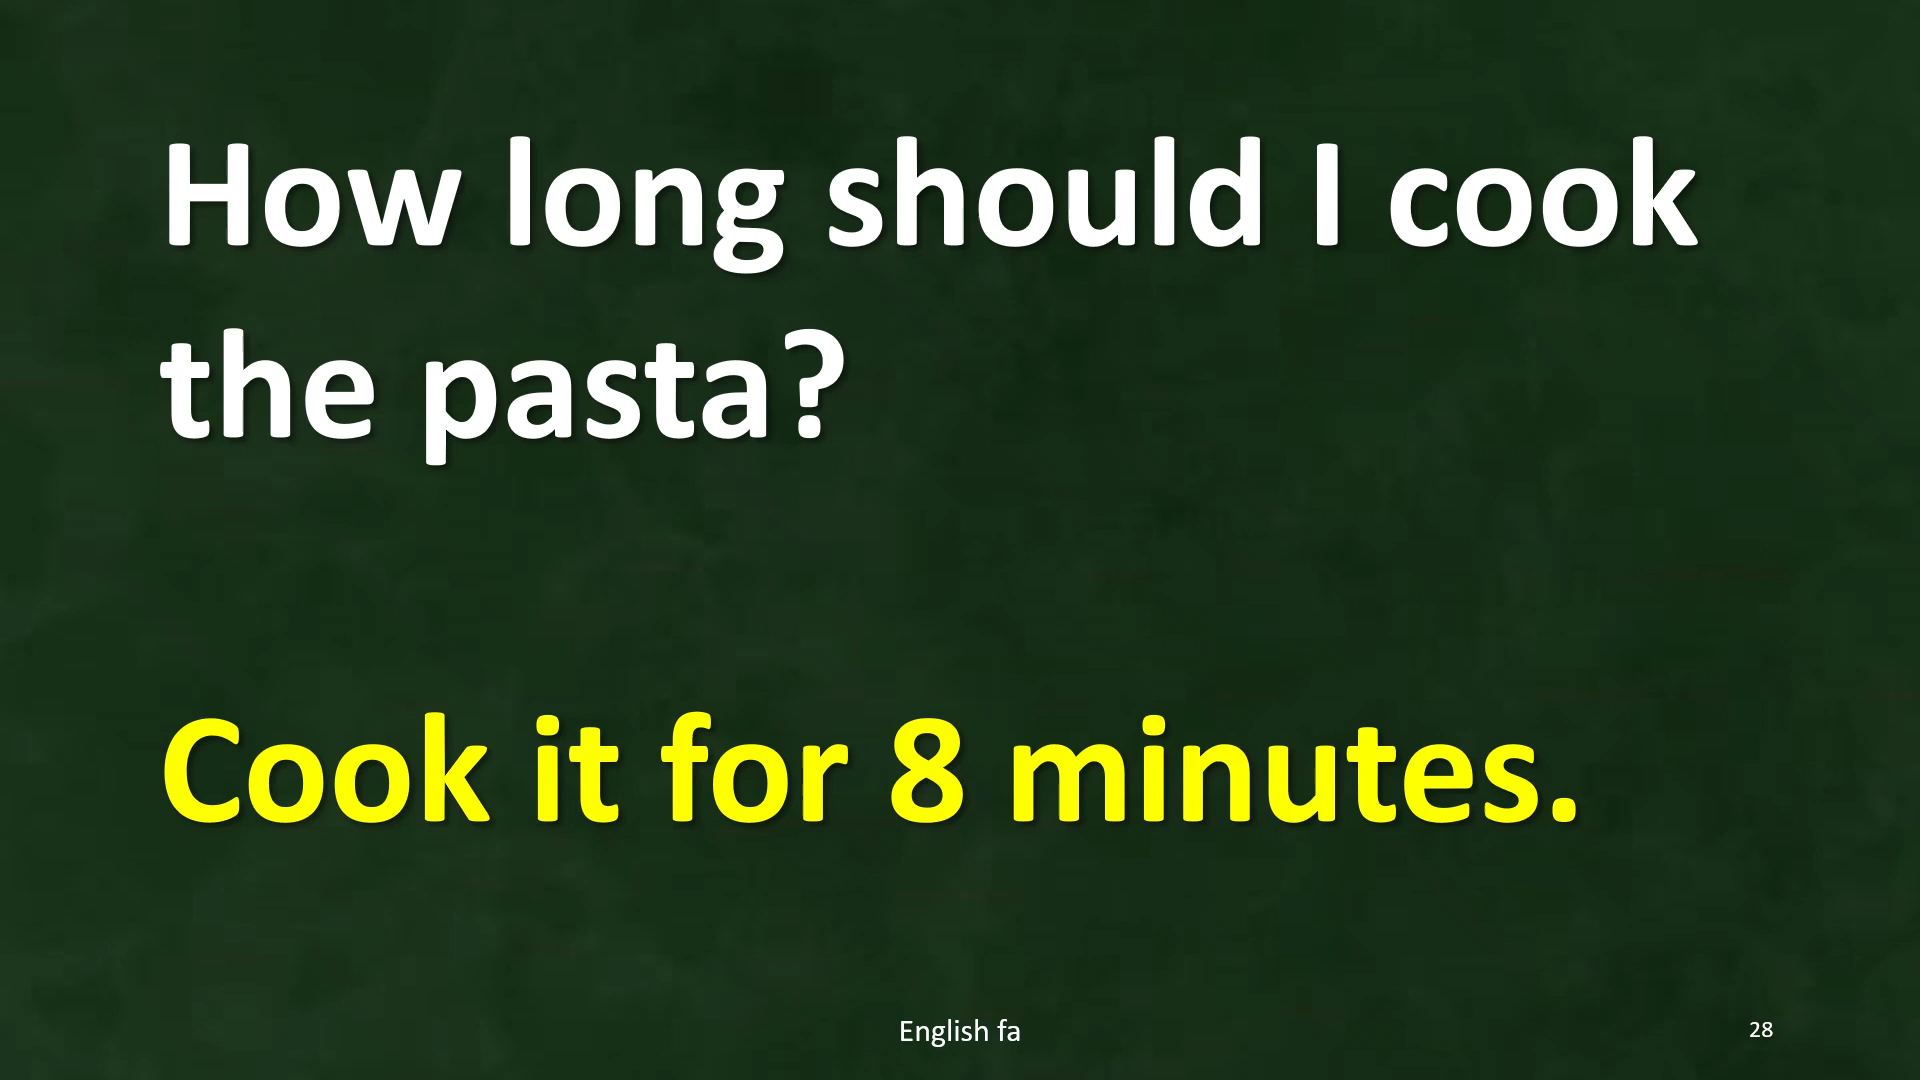 How long should I cook
the pasta?
Cook it for 8 minutes.
English fa
28